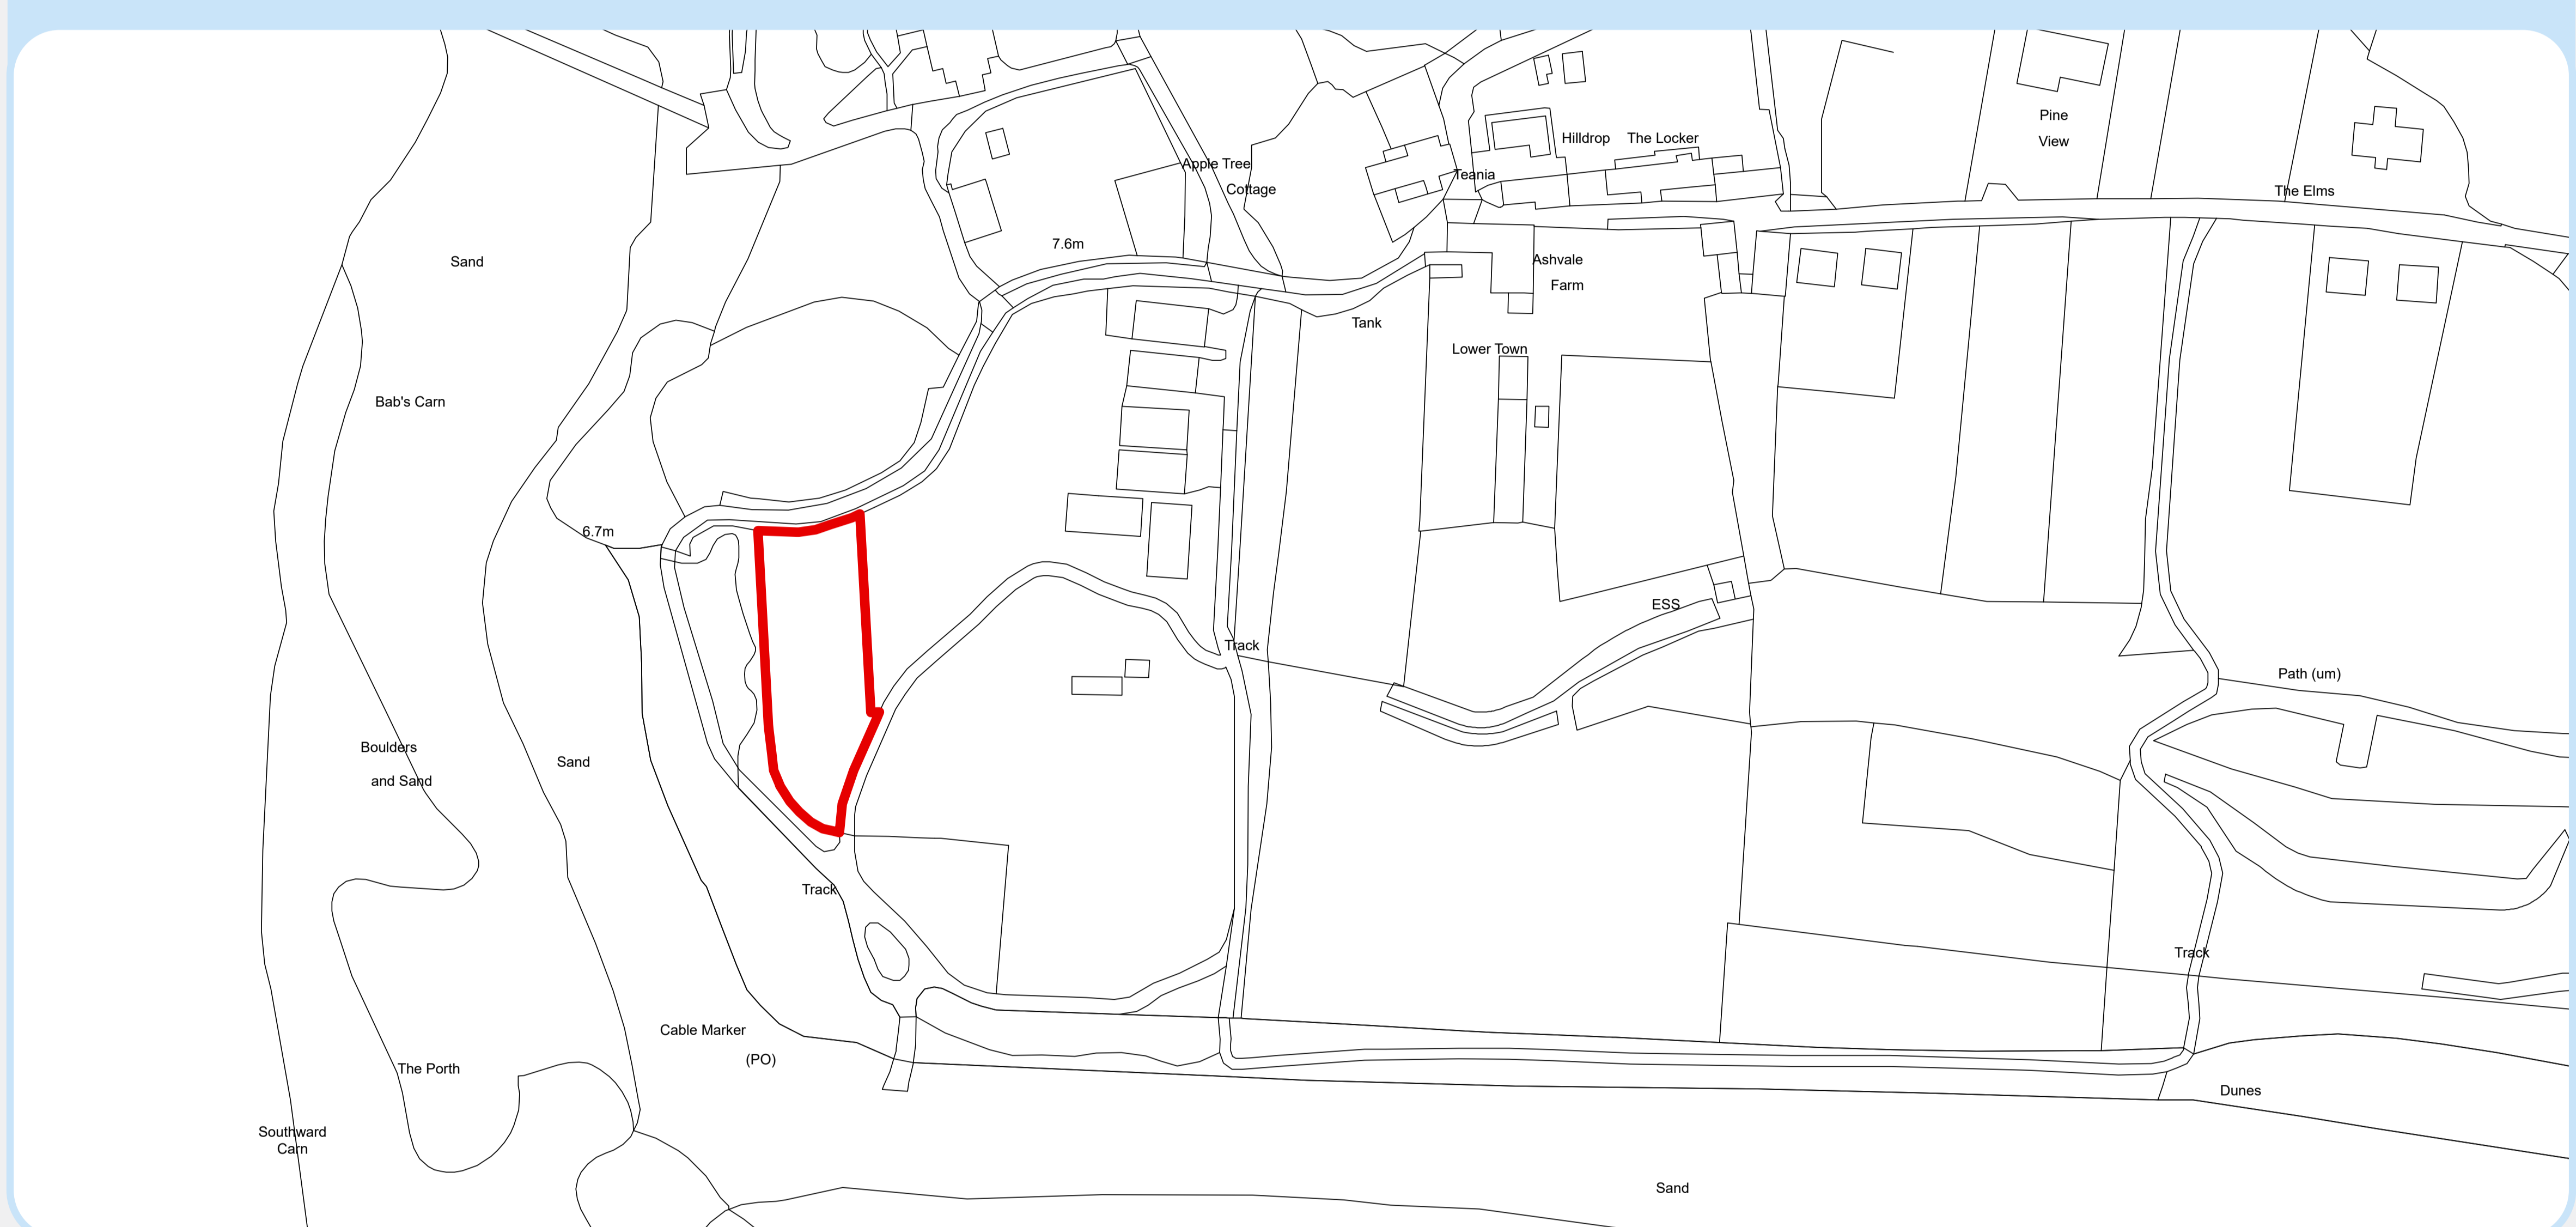 Pine
View
Hilldrop
The Locker
Apple Tree
Cottage
Teania
The Elms
7.6m
Sand
Ashvale
Farm
Tank
Lower Town
Bab's Carn
6.7m
ESS
Track
Path (um)
Boulders
and Sand
Sand
Track
Track
Cable Marker
(PO)
The Porth
Dunes
Southward
Carn
Sand